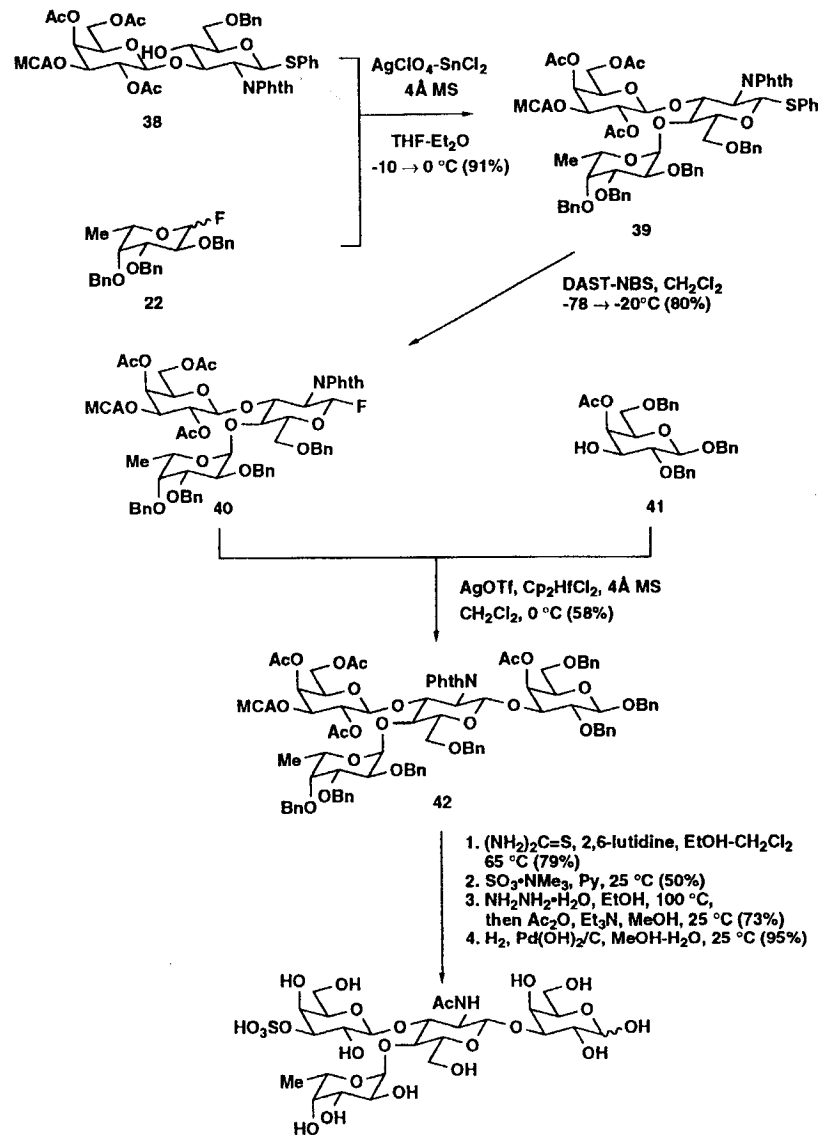 AcO OAc OBn
O HO O
MCAO O SPh
OAc NPhth
38
AgClO₄-SnCl₂
4Å MS
THF-Et₂O
-10 → 0 °C (91%)
AcO OAc NPhth
O O SPh
MCAO O
AcO O OBn
Me O OBn
BnO OBn
39
Me O F
OBn
BnO OBn
22
DAST-NBS, CH₂Cl₂
-78 → -20°C (80%)
AcO OAc NPhth
O O F
MCAO O
AcO O OBn
Me O OBn
BnO OBn
40
AcO OBn
O
HO OBn
OBn
41
AgOTf, Cp₂HfCl₂, 4Å MS
CH₂Cl₂, 0 °C (58%)
AcO OAc PhthN AcO OBn
O O O O
MCAO O OBn
AcO O OBn OBn
Me O OBn
BnO OBn
42
1. (NH₂)₂C=S, 2,6-lutidine, EtOH-CH₂Cl₂
65 °C (79%)
2. SO₃•NMe₃, Py, 25 °C (50%)
3. NH₂NH₂•H₂O, EtOH, 100 °C,
then Ac₂O, Et₃N, MeOH, 25 °C (73%)
4. H₂, Pd(OH)₂/C, MeOH-H₂O, 25 °C (95%)
HO OH AcNH HO OH
O O O O
HO₃SO O OH
HO O OH OH
Me O OH
HO OH